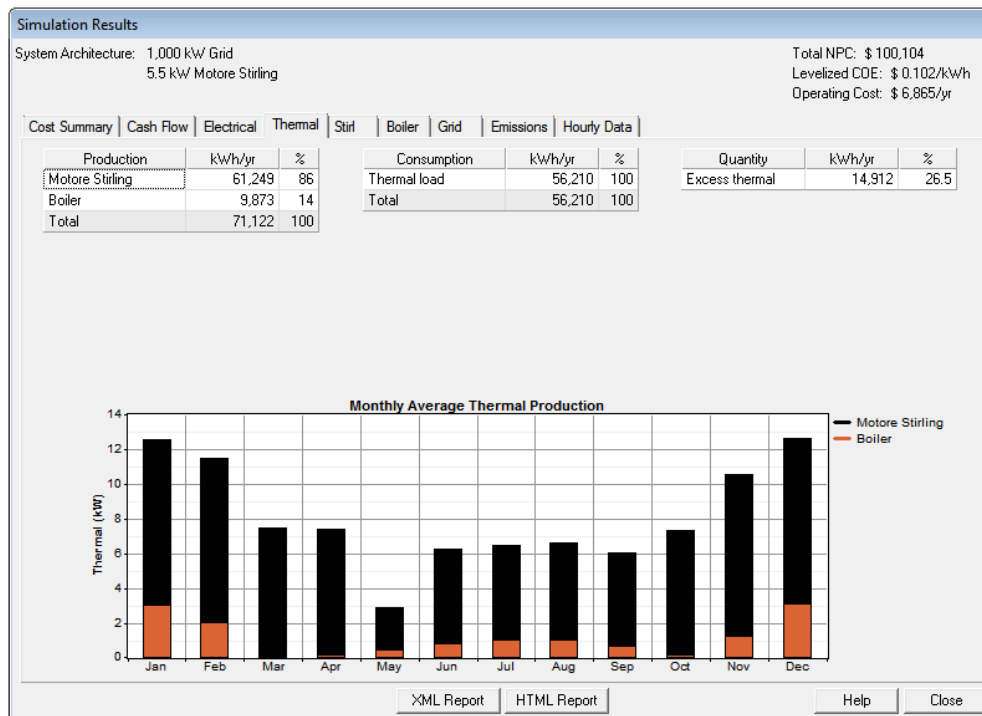 Simulation Results
System Architecture: 1,000 kW Grid
5.5 kW Motore Stirling
Total NPC: $ 100,104
Levelized COE: $ 0.102/kWh
Operating Cost: $ 6,865/yr
Cost Summary Cash Flow Electrical Thermal Stirl Boiler Grid Emissions Hourly Data
Production kWh/yr %
Motore Stirling 61,249 86
Boiler 9,873 14
Total 71,122 100
Consumption kWh/yr %
Thermal load 56,210 100
Total 56,210 100
Quantity kWh/yr %
Excess thermal 14,912 26.5
Monthly Average Thermal Production
Thermal (kW)
14
12
10
8
6
4
2
0
Jan Feb Mar Apr May Jun Jul Aug Sep Oct Nov Dec
Motore Stirling
Boiler
XML Report HTML Report Help Close